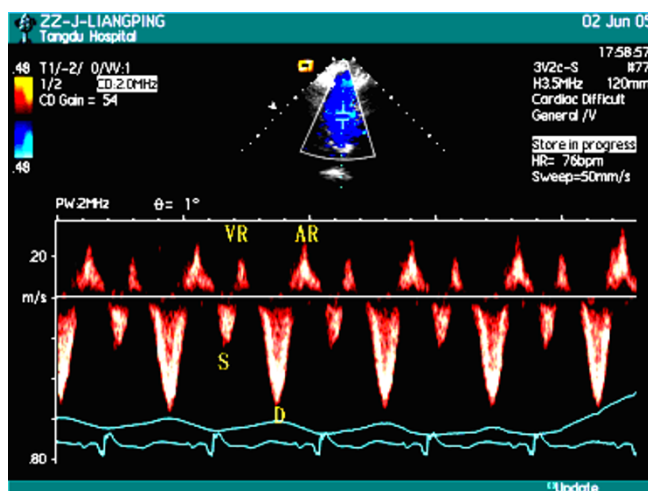 ZZ-J-LIANGPING
02 Jun 05
Tangdu Hospital
17:58:57
.48
T1/-2/ 0/VV:1
3V2c-S
#77
1/2
CD:2.0MHz
H3.5MHz
120mm
CD Gain = 54
Cardiac Difficult
General /V
.48
Store in progress
HR= 76bpm
Sweep=50mm/s
PW:2MHz
θ= 1°
VR
AR
.20
m/s
S
D
.80
Update